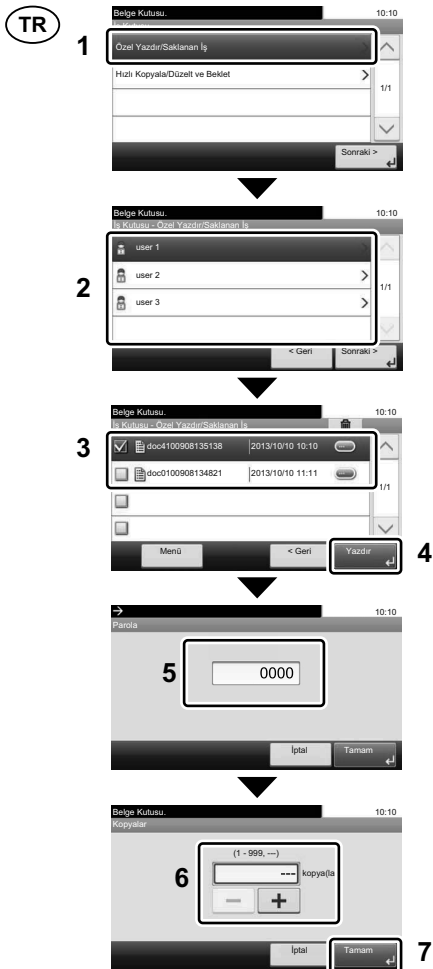 TR
1
Belge Kutusu. 10:10
İş Kutusu
Özel Yazdır/Saklanan İş
Hızlı Kopyala/Düzelt ve Beklet
1/1
Sonraki >
2
Belge Kutusu. 10:10
İş Kutusu - Özel Yazdır/Saklanan İş
user 1
user 2
user 3
1/1
< Geri Sonraki >
3
Belge Kutusu. 10:10
İş Kutusu - Özel Yazdır/Saklanan İş
doc4100908135138 2013/10/10 10:10
doc0100908134821 2013/10/10 11:11
1/1
Menü < Geri Yazdır 4
10:10
Parola
5 0000
İptal Tamam
Belge Kutusu. 10:10
Kopyalar
(1 - 999, ---)
6 --- kopya(la
İptal Tamam 7